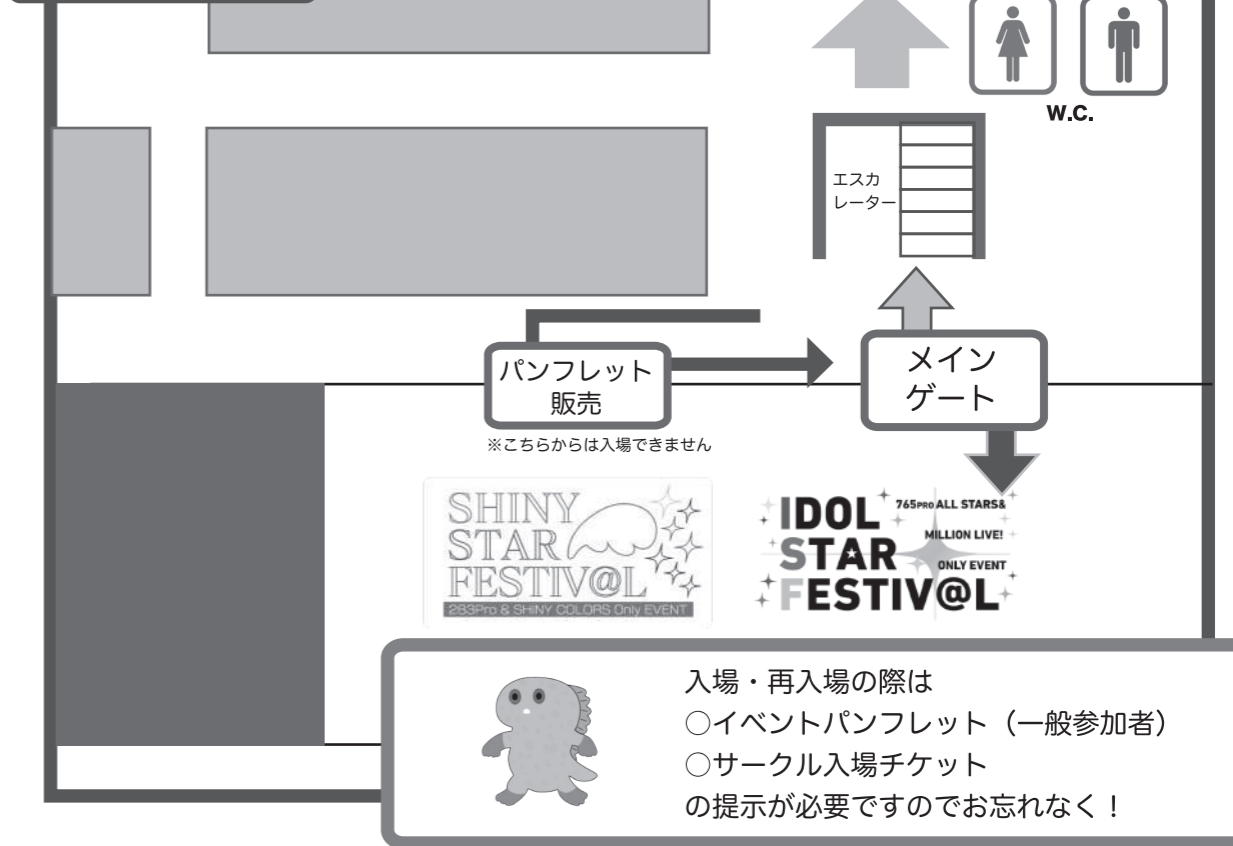 W.C.
エスカ
レーター
パンフレット
販売
メイン
ゲート
※こちらからは入場できません
SHINY
STAR
FESTIV@L
283Pro & SHINY COLORS Only EVENT
IDOL
STAR
FESTIV@L
765PRO ALL STARS&
MILLION LIVE!
ONLY EVENT
入場・再入場の際は
○イベントパンフレット（一般参加者）
○サークル入場チケット
の提示が必要ですのでお忘れなく！